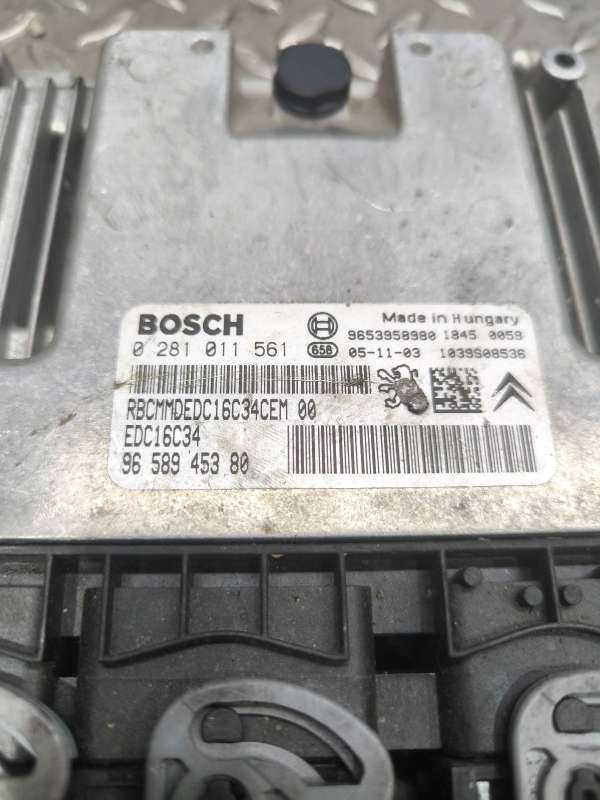 BOSCH
Made in Hungary
9653958980 1845 0059
0 281 011 561
656
05-11-03 1039S08536
RBCMMDEDC16C34CEM 00
EDC16C34
96 589 453 80